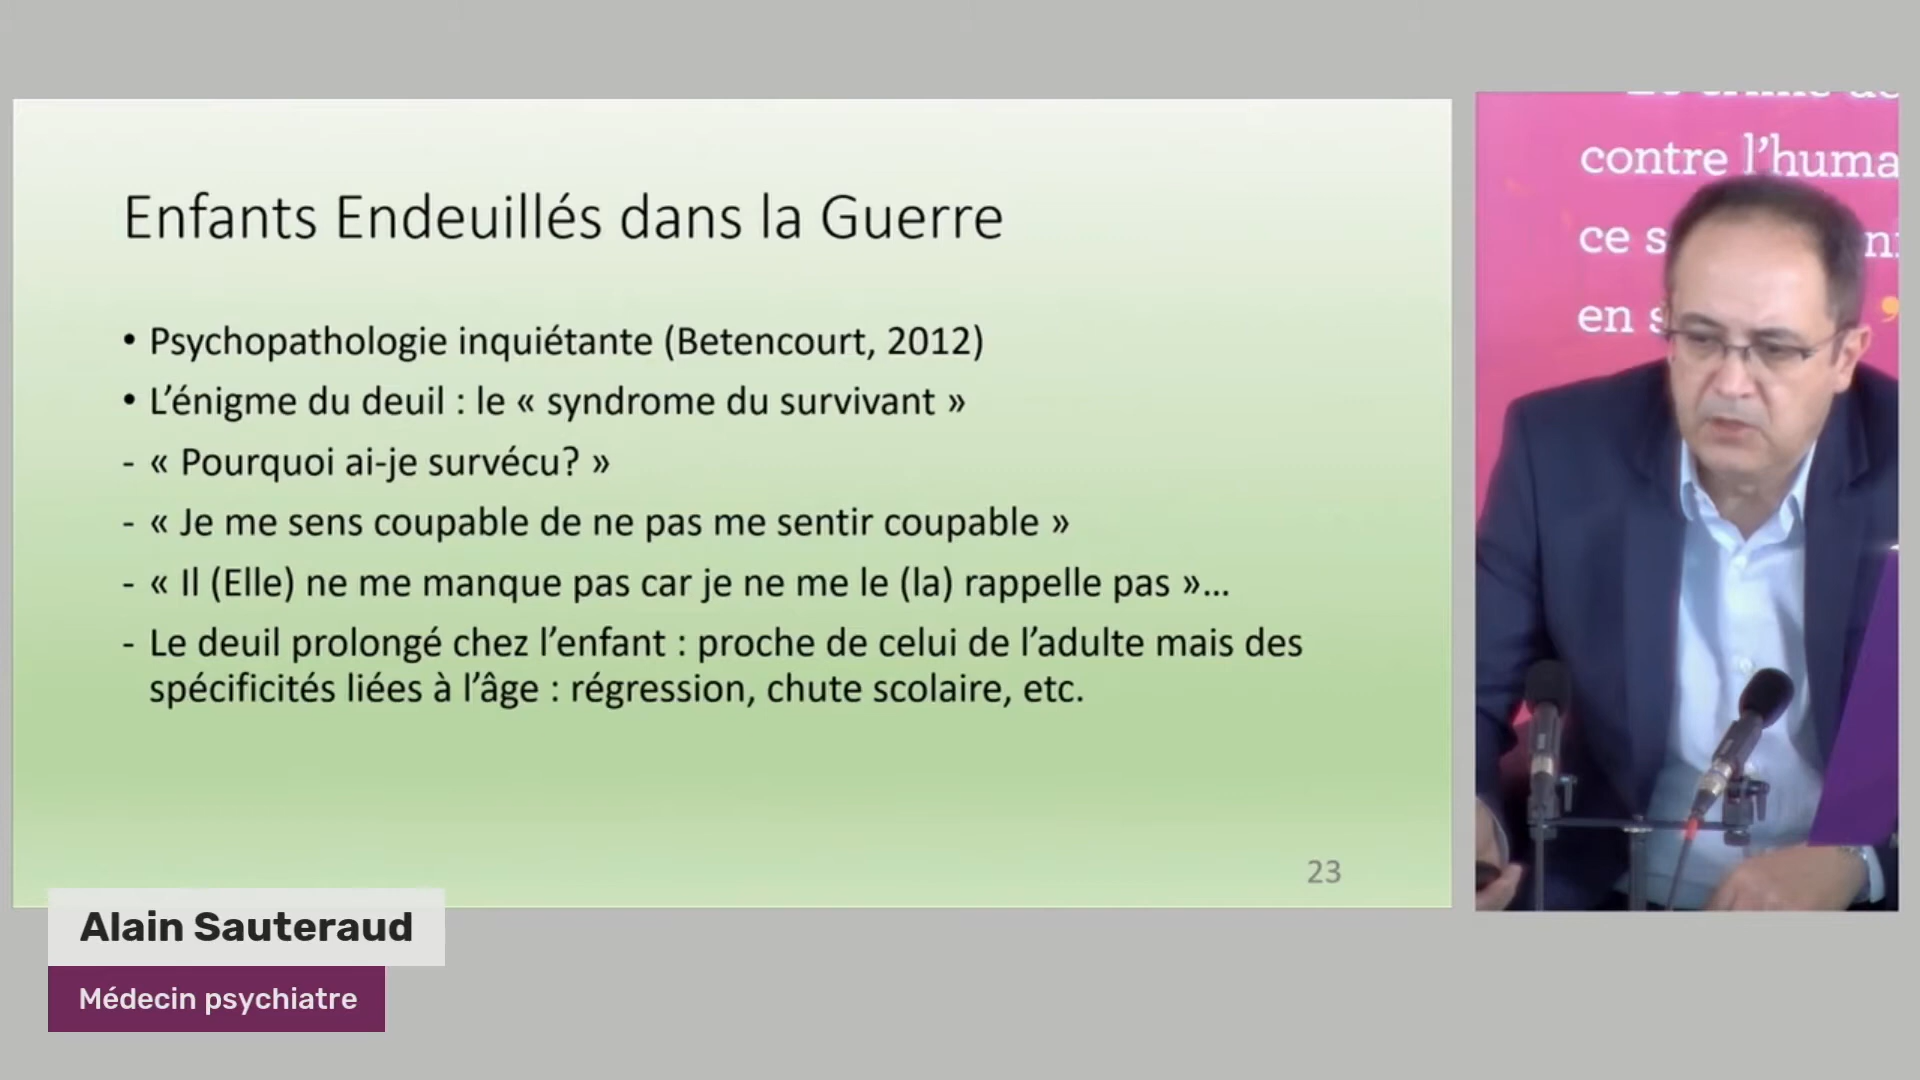 Enfants Endeuillés dans la Guerre
• Psychopathologie inquiétante (Betencourt, 2012)
• L’énigme du deuil : le « syndrome du survivant »
- « Pourquoi ai-je survécu? »
- « Je me sens coupable de ne pas me sentir coupable »
- « Il (Elle) ne me manque pas car je ne me le (la) rappelle pas »…
- Le deuil prolongé chez l’enfant : proche de celui de l’adulte mais des
spécificités liées à l’âge : régression, chute scolaire, etc.
23
contre l’huma
ce s
en
Alain Sauteraud
Médecin psychiatre